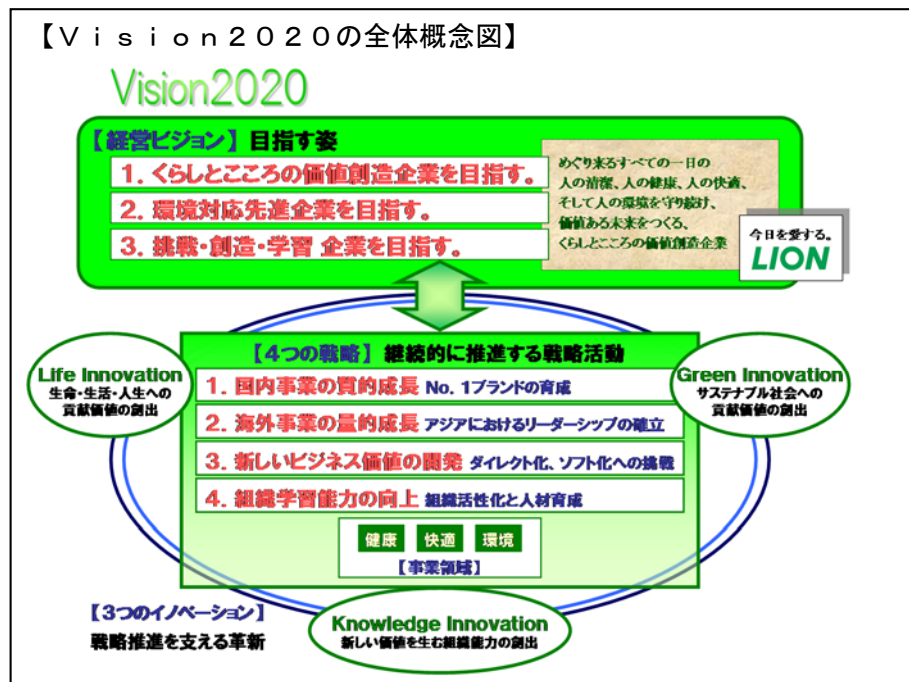 【Ｖｉｓｉｏｎ２０２０の全体概念図】
Vision2020
【経営ビジョン】目指す姿
1. くらしとこころの価値創造企業を目指す。
2. 環境対応先進企業を目指す。
3. 挑戦・創造・学習 企業を目指す。
めぐり来るすべての一日の
人の清潔、人の健康、人の快適、
そして人の環境を守り続け、
価値ある未来をつくる、
くらしとこころの価値創造企業
今日を愛する。
LION
【4つの戦略】継続的に推進する戦略活動
1. 国内事業の質的成長 No. 1ブランドの育成
2. 海外事業の量的成長 アジアにおけるリーダーシップの確立
3. 新しいビジネス価値の開発 ダイレクト化、ソフト化への挑戦
4. 組織学習能力の向上 組織活性化と人材育成
健康 快適 環境
【事業領域】
Life Innovation
生命・生活・人生への
貢献価値の創出
Green Innovation
サステナブル社会への
貢献価値の創出
【3つのイノベーション】
戦略推進を支える革新
Knowledge Innovation
新しい価値を生む組織能力の創出